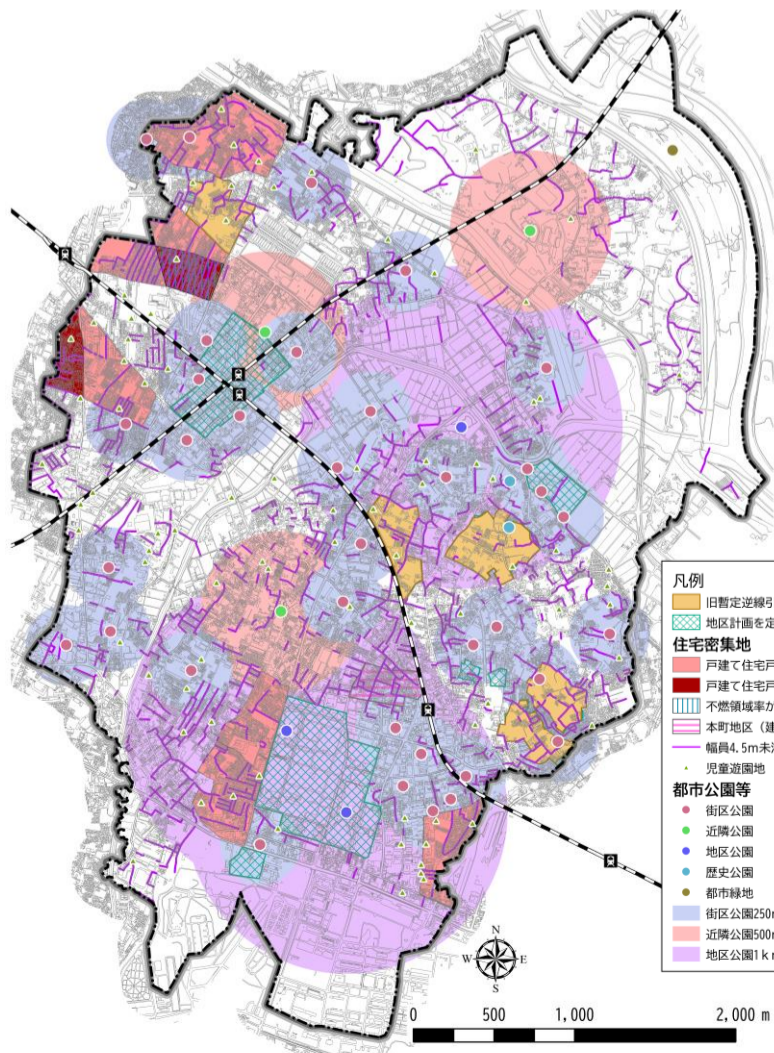 凡例
旧暫定逆線引
地区計画を定
住宅密集地
戸建て住宅戸
戸建て住宅戸
不燃領域率が
本町地区（建
幅員4.5m未
児童遊園地
都市公園等
街区公園
近隣公園
地区公園
歴史公園
都市緑地
街区公園250m
近隣公園500m
地区公園1km
N
W E
S
0 500 1,000 2,000 m